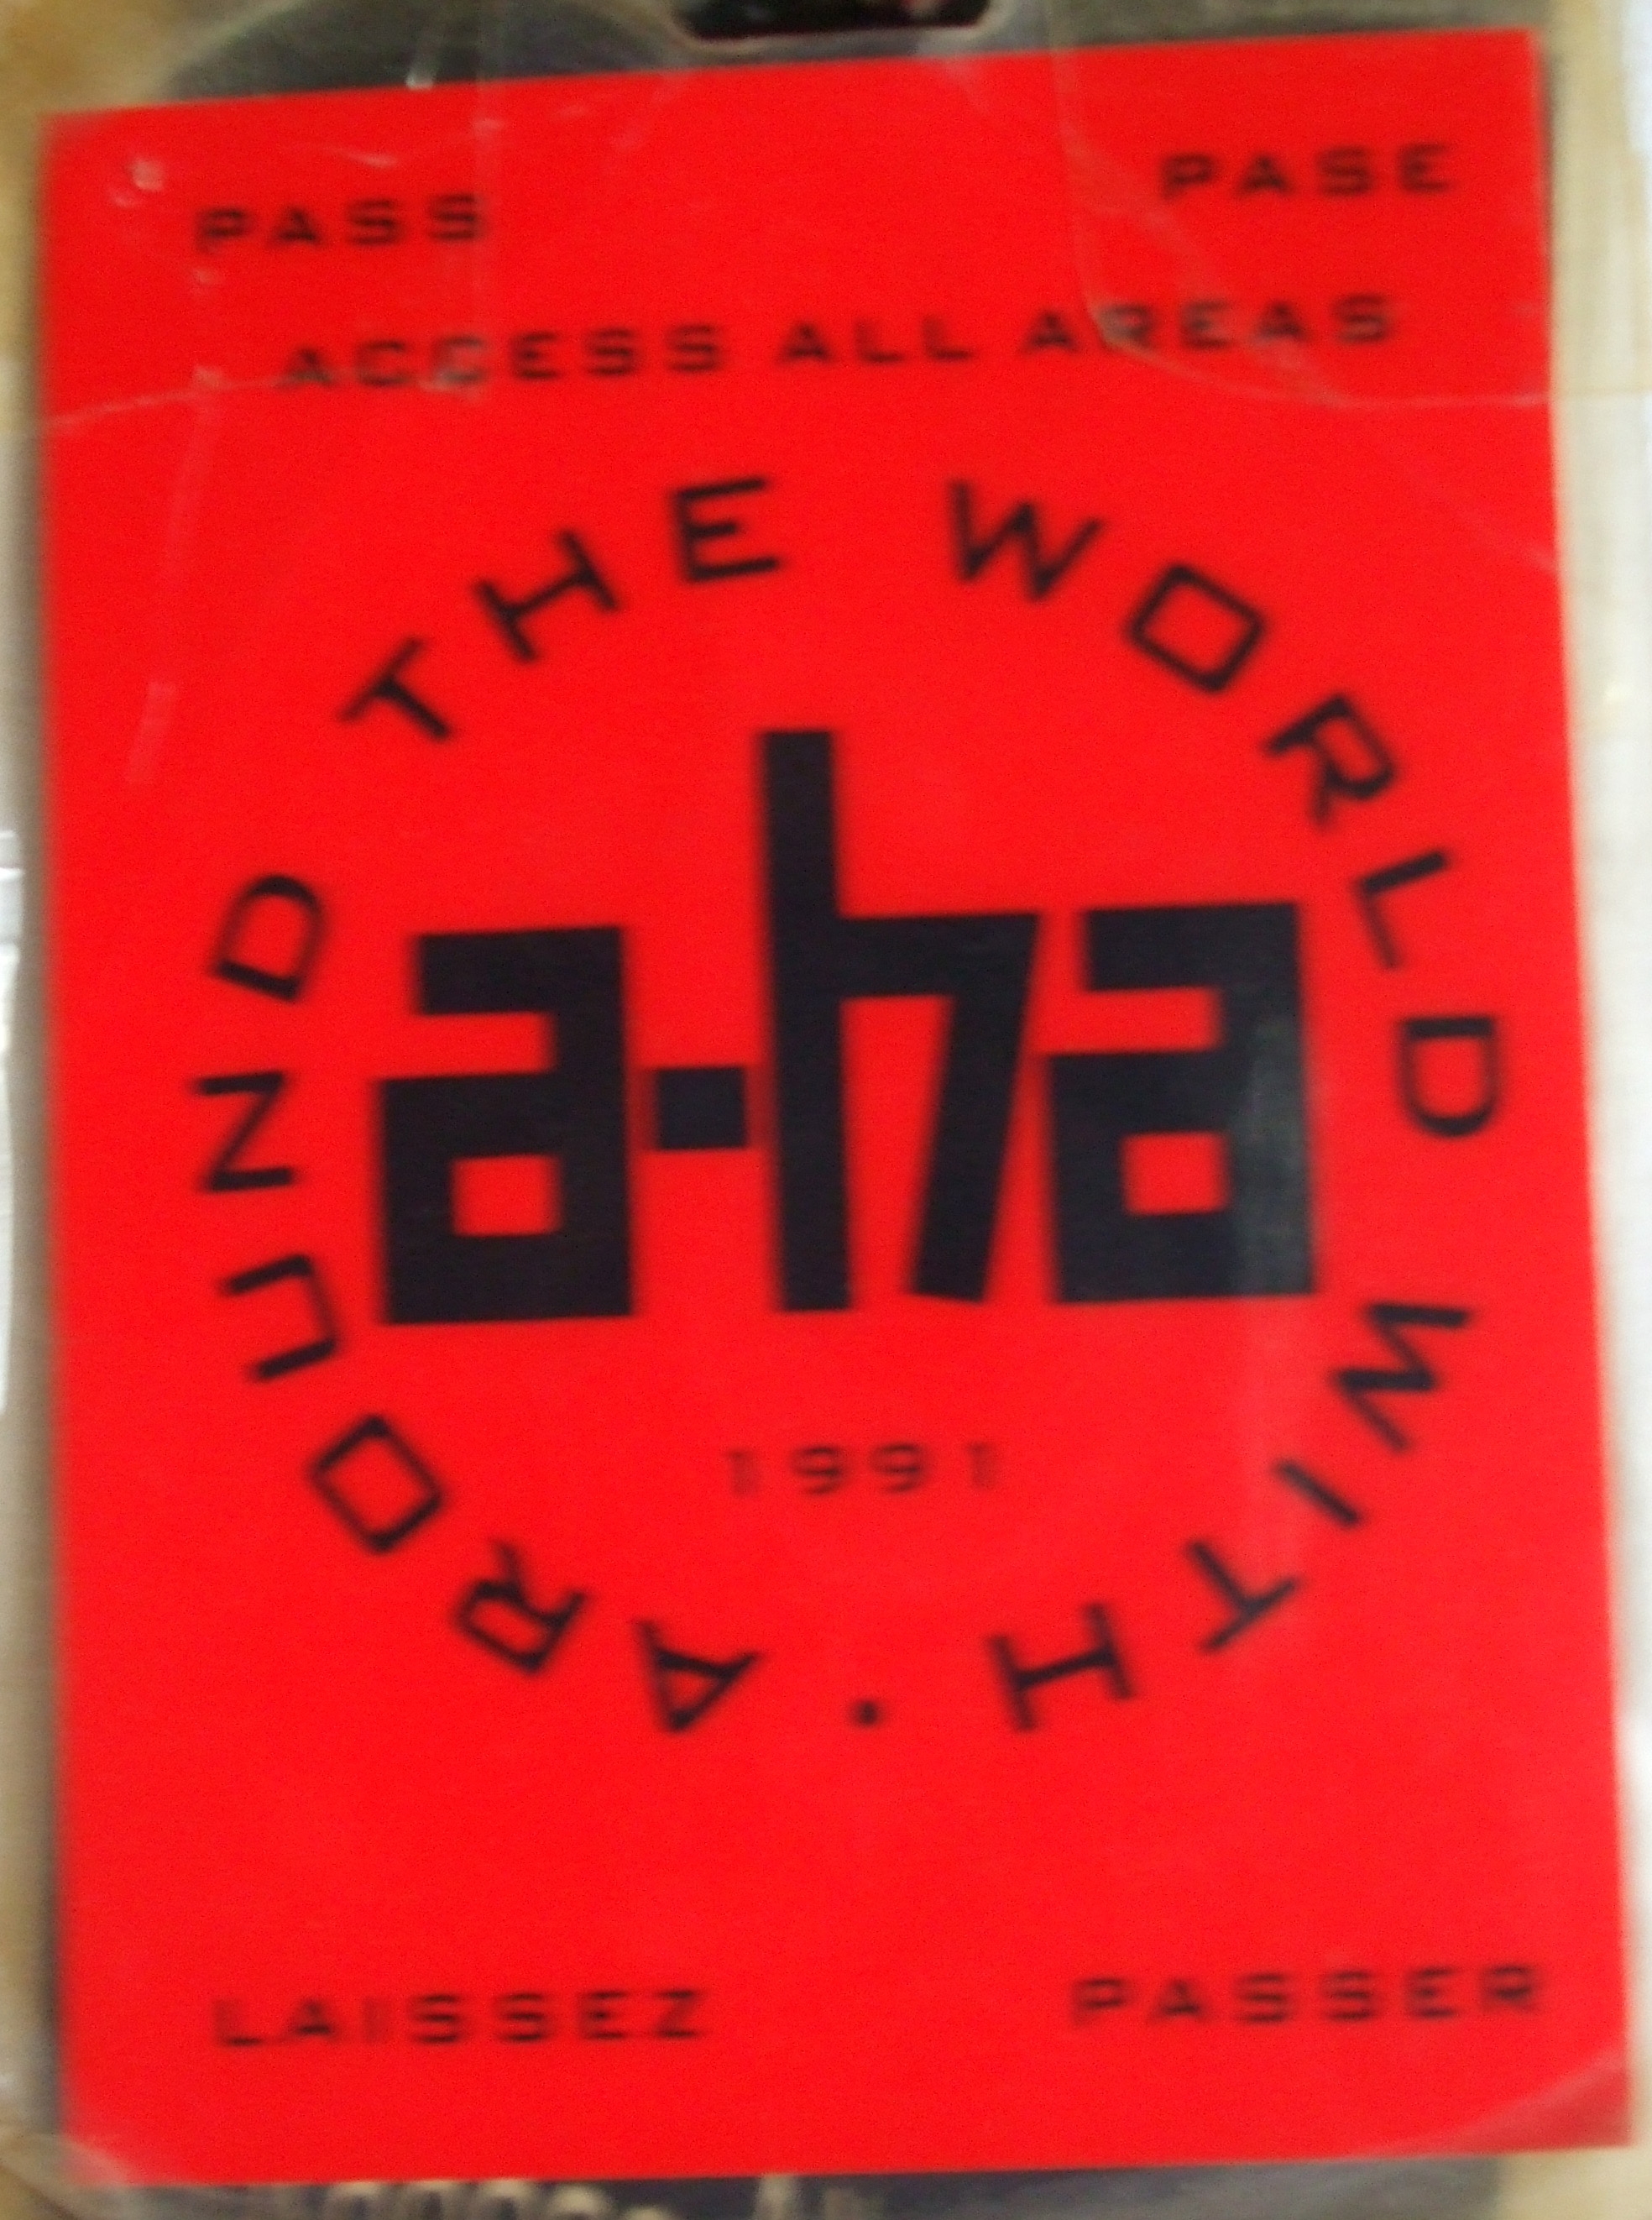 PASS PASE
ACCESS ALL AREAS
AROUND THE WORLD WITH •
a-ha
1991
LAISSEZ PASSER